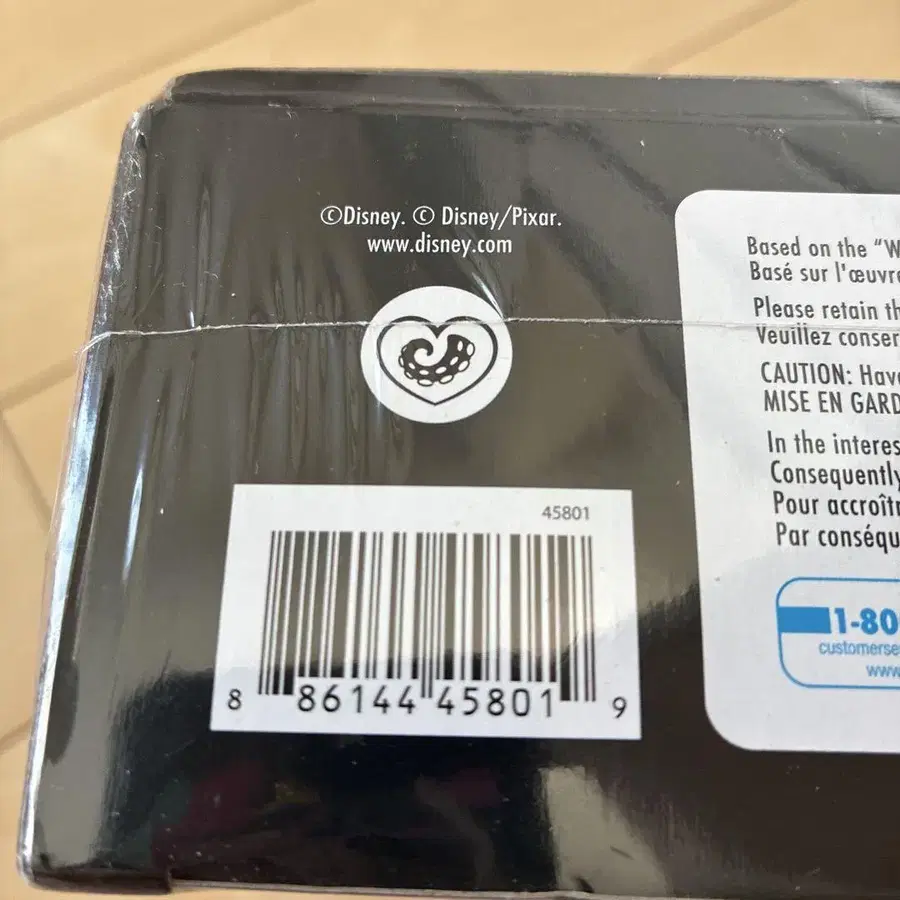 ©Disney. © Disney/Pixar.
www.disney.com
Based on the “W
Basé sur l'œuvre
Please retain th
Veuillez conser
CAUTION: Have
MISE EN GARD
In the interes
Consequently
Pour accroîtr
Par conséqu
1-80
customerse
www
45801
8 86144 45801 9